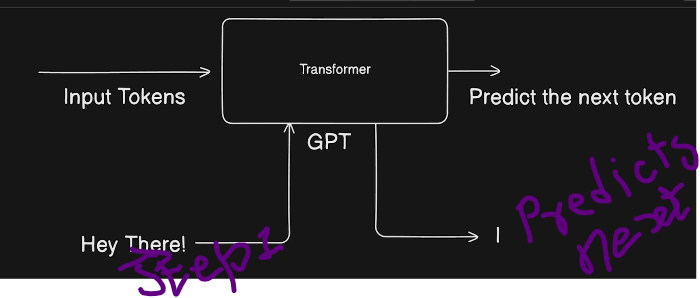 Transformer
Input Tokens
Predict the next token
GPT
Predicts
next
Hey There!
I
Step1